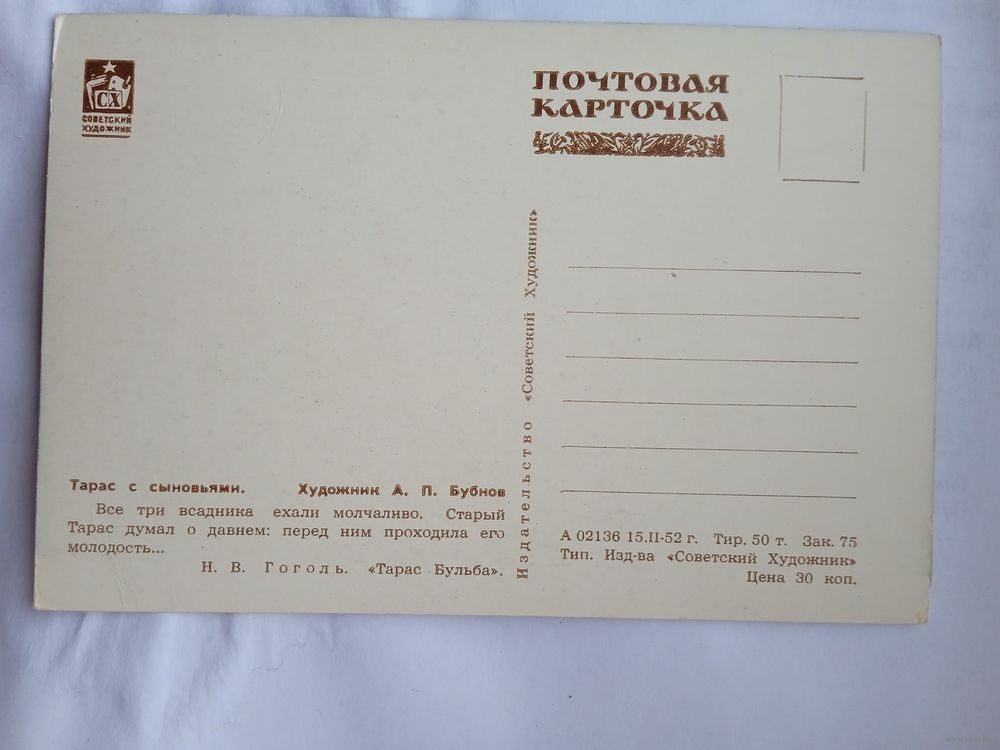 СХ
СОВЕТСКИЙ
ХУДОЖНИК
ПОЧТОВАЯ
КАРТОЧКА
Тарас с сыновьями. Художник А. П. Бубнов
Все три всадника ехали молчаливо. Старый
Тарас думал о давнем: перед ним проходила его
молодость...
Н. В. Гоголь. «Тарас Бульба».
Издательство «Советский Художник»
А 02136 15.II-52 г. Тир. 50 т. Зак. 75
Тип. Изд-ва «Советский Художник»
Цена 30 коп.